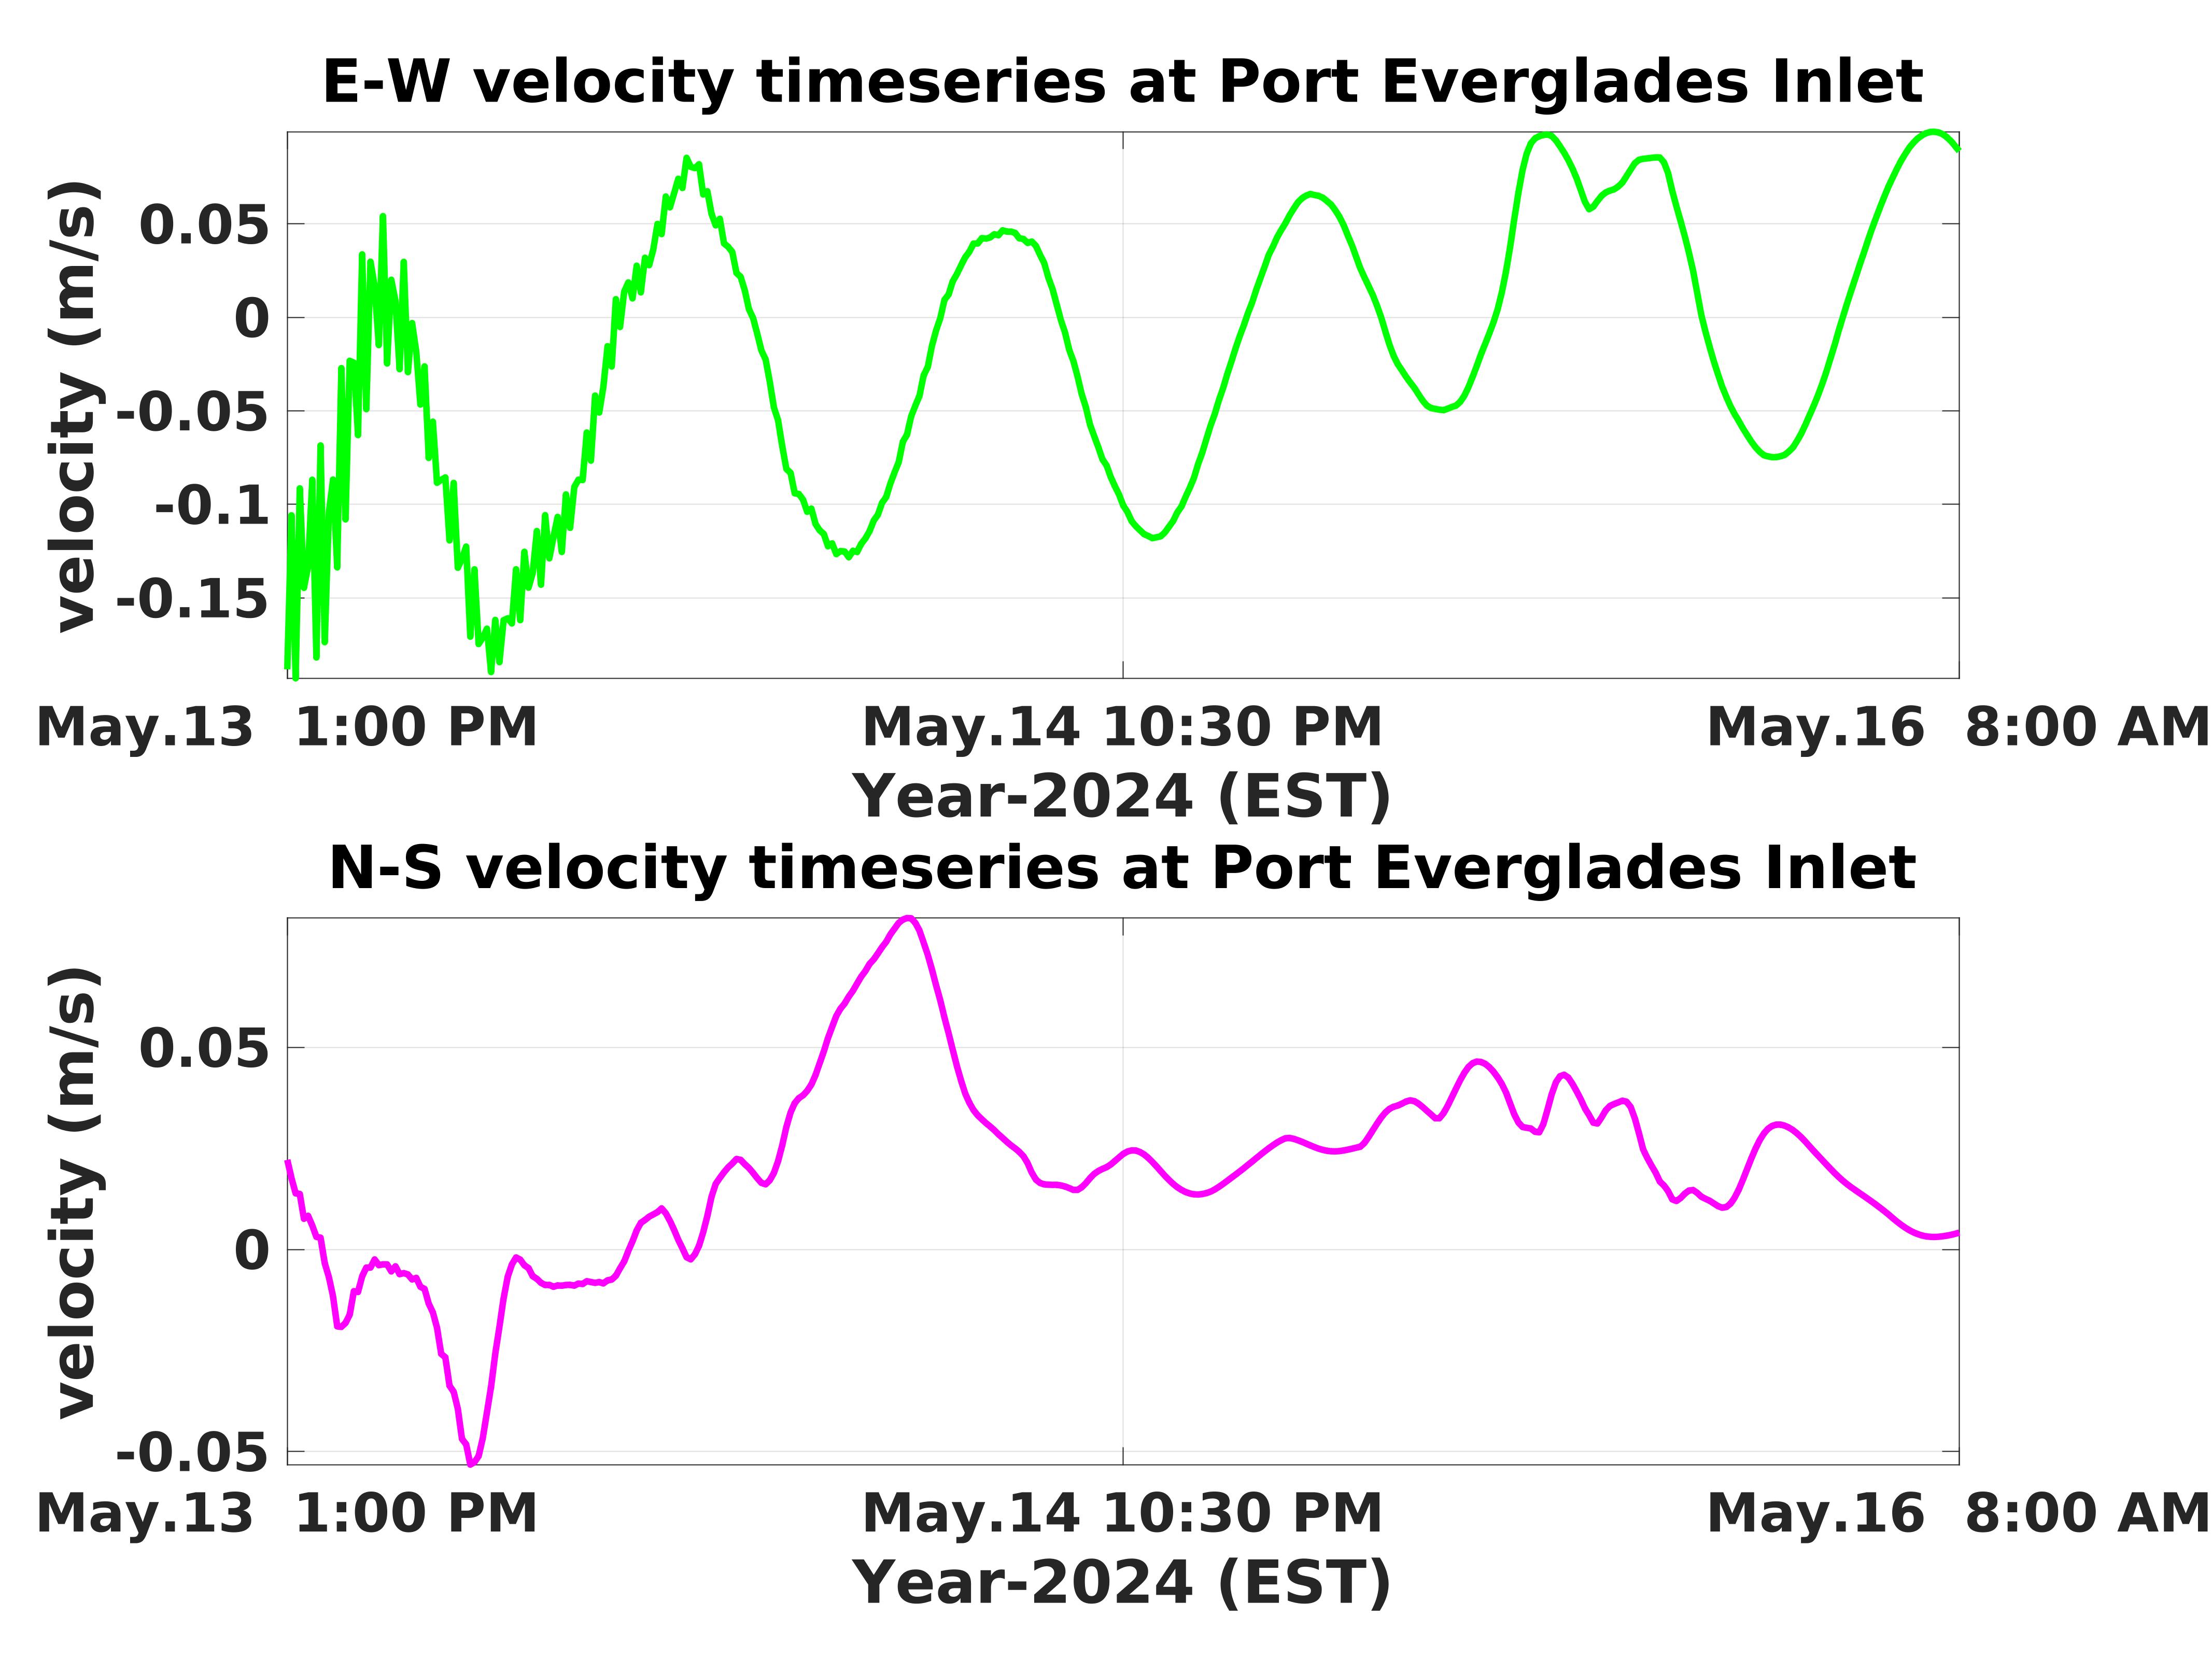 E-W velocity timeseries at Port Everglades Inlet
velocity (m/s)
0.05
0
-0.05
-0.1
-0.15
May.13 1:00 PM
May.14 10:30 PM
May.16 8:00 AM
Year-2024 (EST)
N-S velocity timeseries at Port Everglades Inlet
velocity (m/s)
0.05
0
-0.05
May.13 1:00 PM
May.14 10:30 PM
May.16 8:00 AM
Year-2024 (EST)